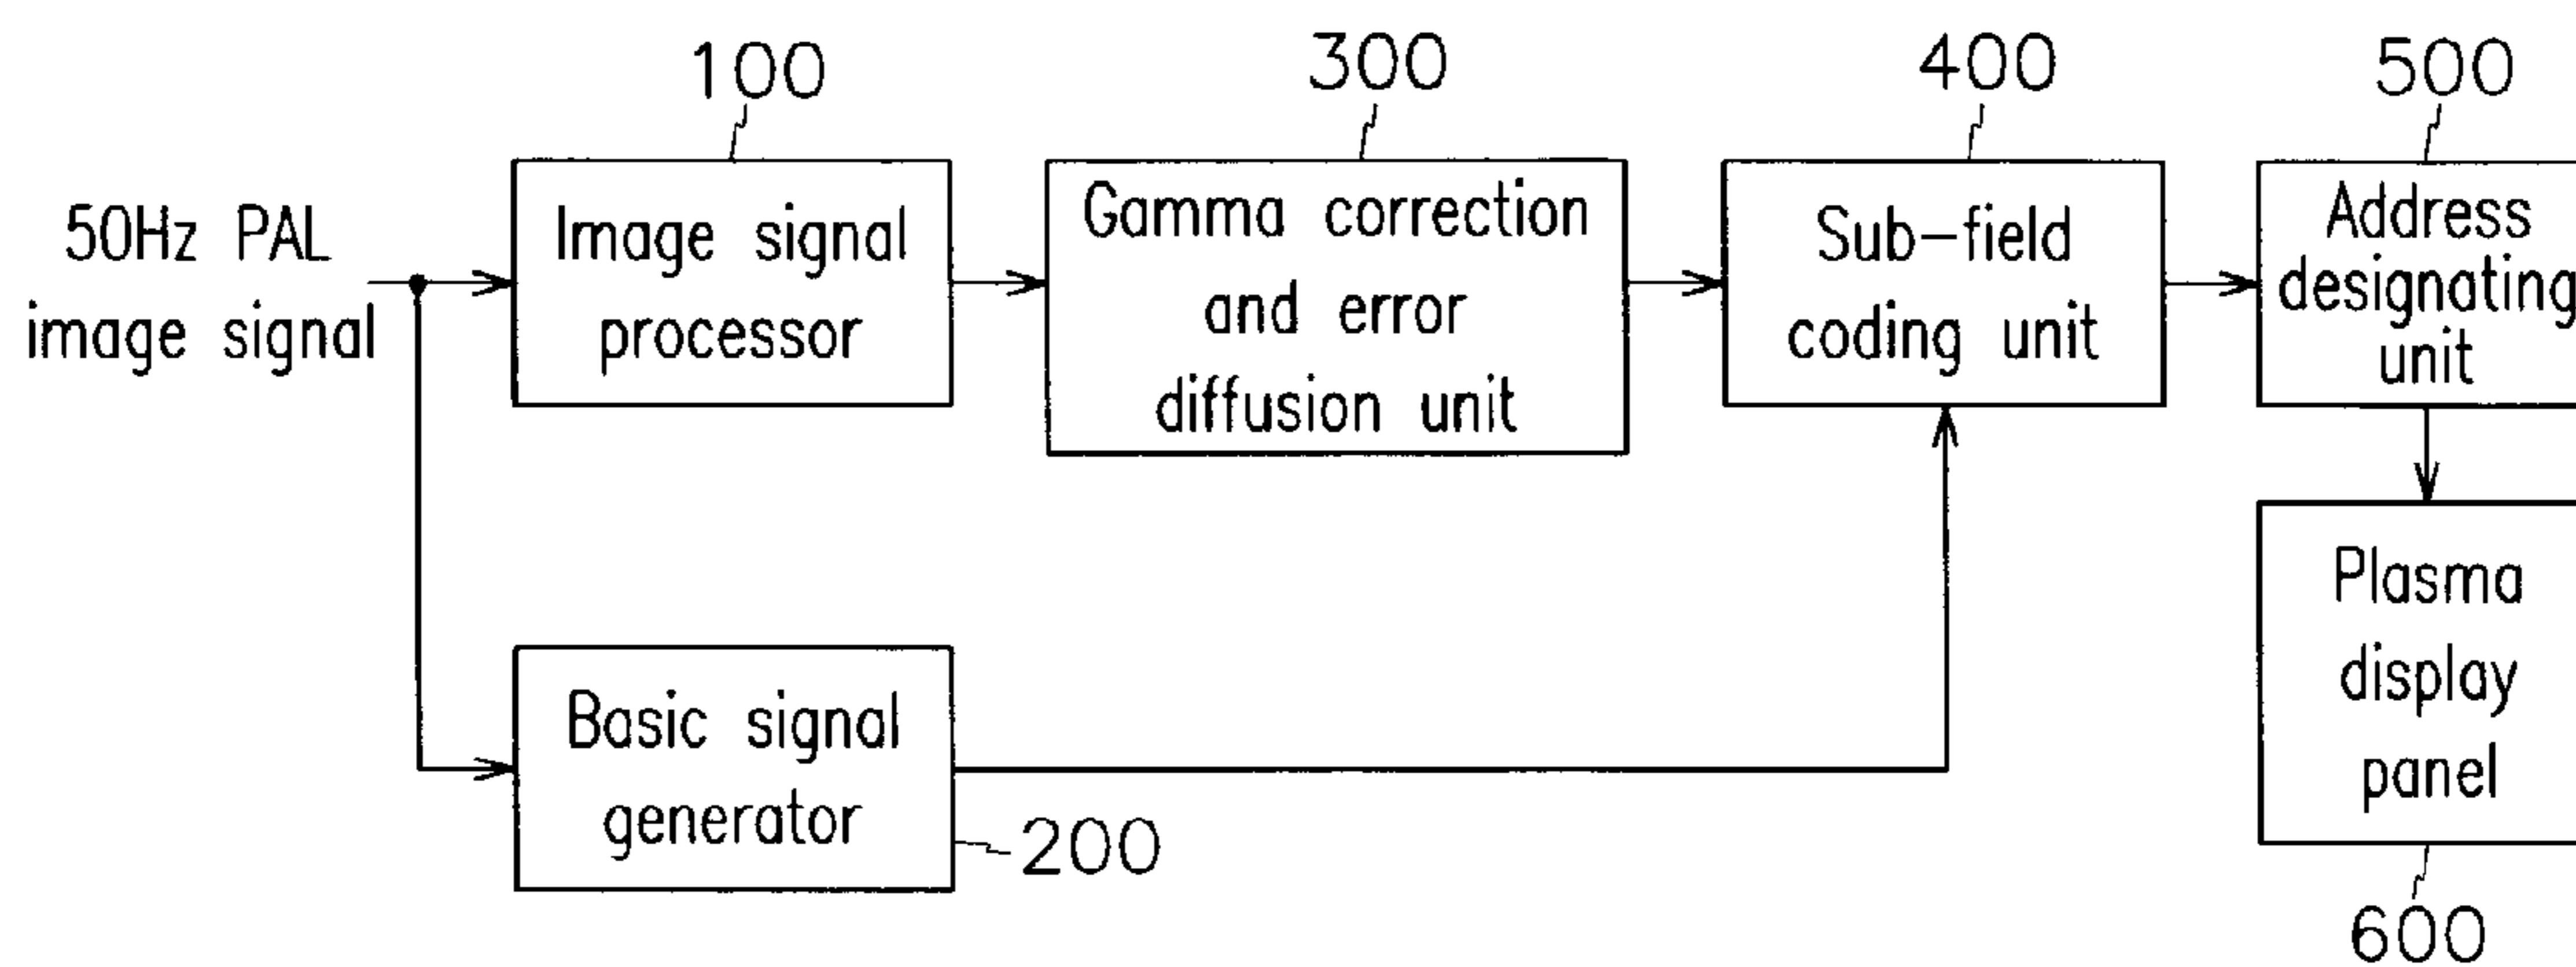 100
300
400
500
50Hz PAL
image signal
Image signal
processor
Gamma correction
and error
diffusion unit
Sub-field
coding unit
Address
designating
unit
Basic signal
generator
200
Plasma
display
panel
600